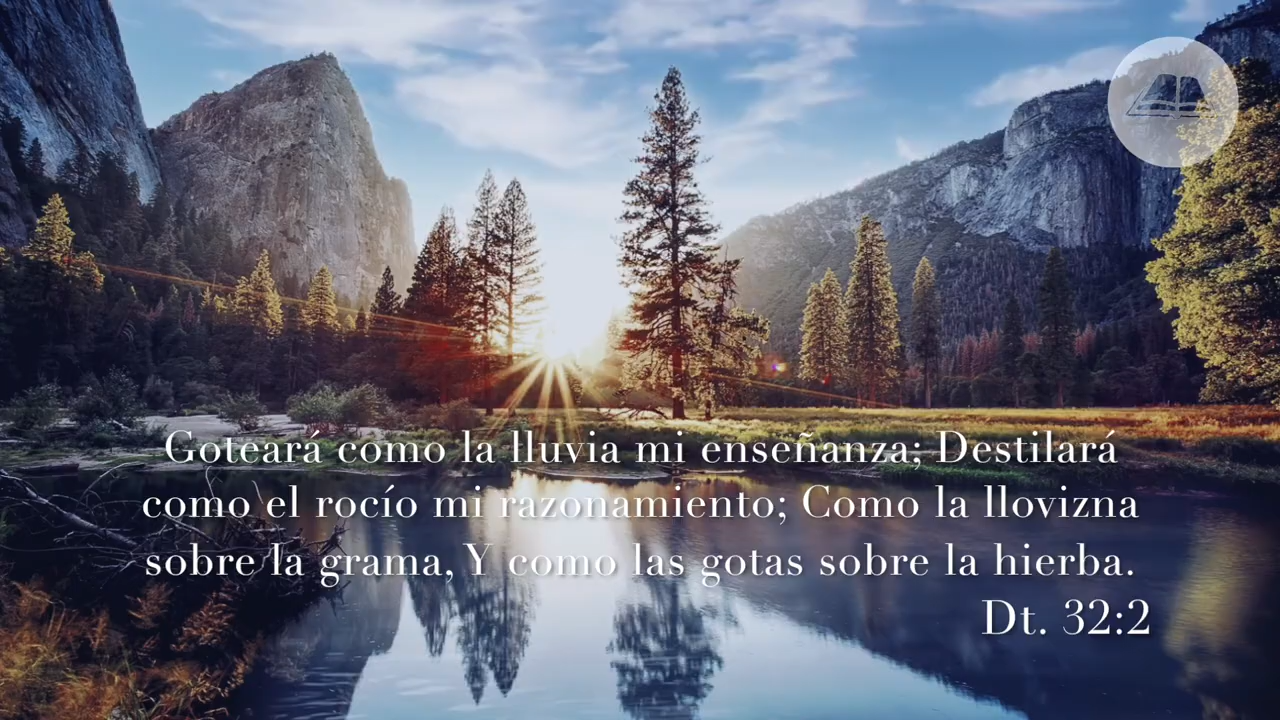 Goteará como la lluvia mi enseñanza; Destilará
como el rocío mi razonamiento; Como la llovizna
sobre la grama, Y como las gotas sobre la hierba.
Dt. 32:2